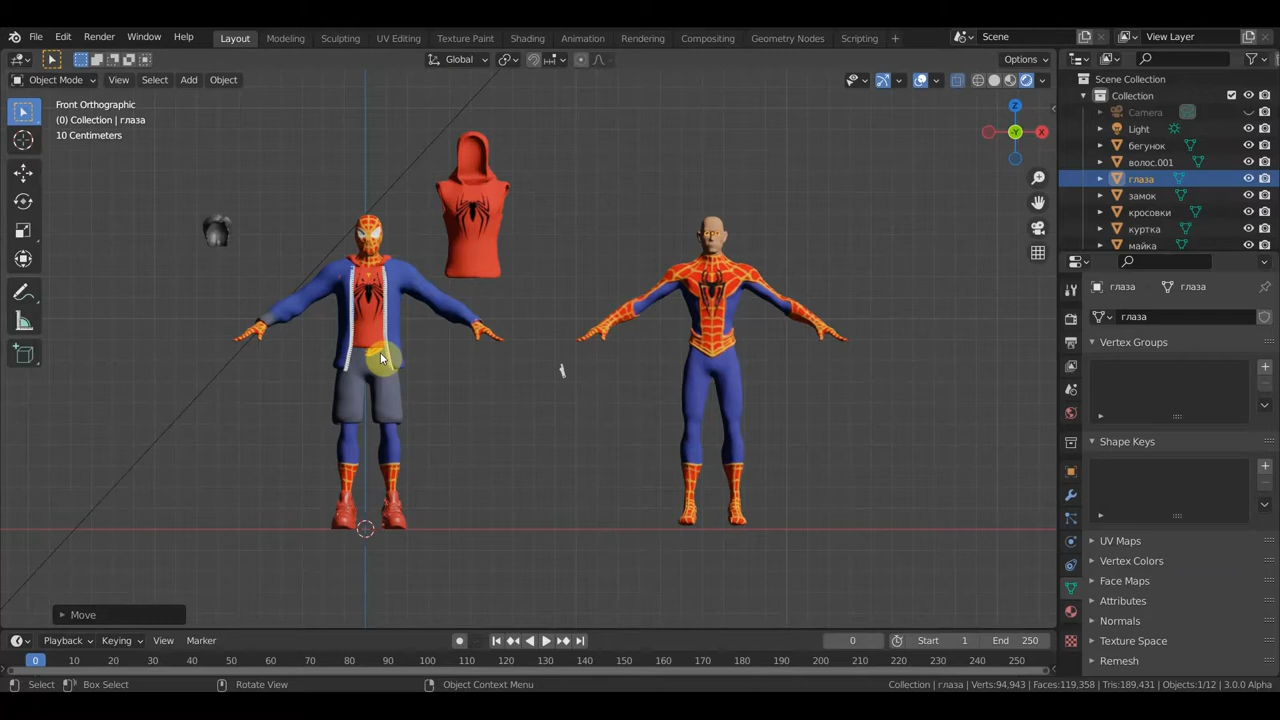 File Edit Render Window Help
Layout Modeling Sculpting UV Editing Texture Paint Shading Animation Rendering Compositing Geometry Nodes Scripting +
Scene View Layer
Global Options
Object Mode View Select Add Object
Front Orthographic
(0) Collection | глаза
10 Centimeters
Z
Y
X
Scene Collection
Collection
Camera
Light
бегунок
волос.001
глаза
замок
кросовки
куртка
майка
глаза глаза
глаза
Vertex Groups
Shape Keys
UV Maps
Vertex Colors
Face Maps
Attributes
Normals
Texture Space
Remesh
Move
Playback Keying View Marker 0 Start 1 End 250
0 10 20 30 40 50 60 70 80 90 100 110 120 130 140 150 160 170 180 190 200 210 220 230 240 250
Select Box Select Rotate View Object Context Menu Collection | глаза | Verts:94,943 | Faces:119,358 | Tris:189,431 | Objects:1/12 | 3.0.0 Alpha